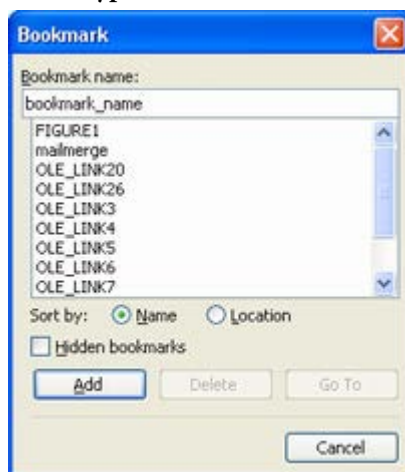 Bookmark
Bookmark name:
bookmark_name
FIGURE1
mailmerge
OLE_LINK20
OLE_LINK26
OLE_LINK3
OLE_LINK4
OLE_LINK5
OLE_LINK6
OLE_LINK7
Sort by: Name Location
Hidden bookmarks
Add Delete Go To
Cancel